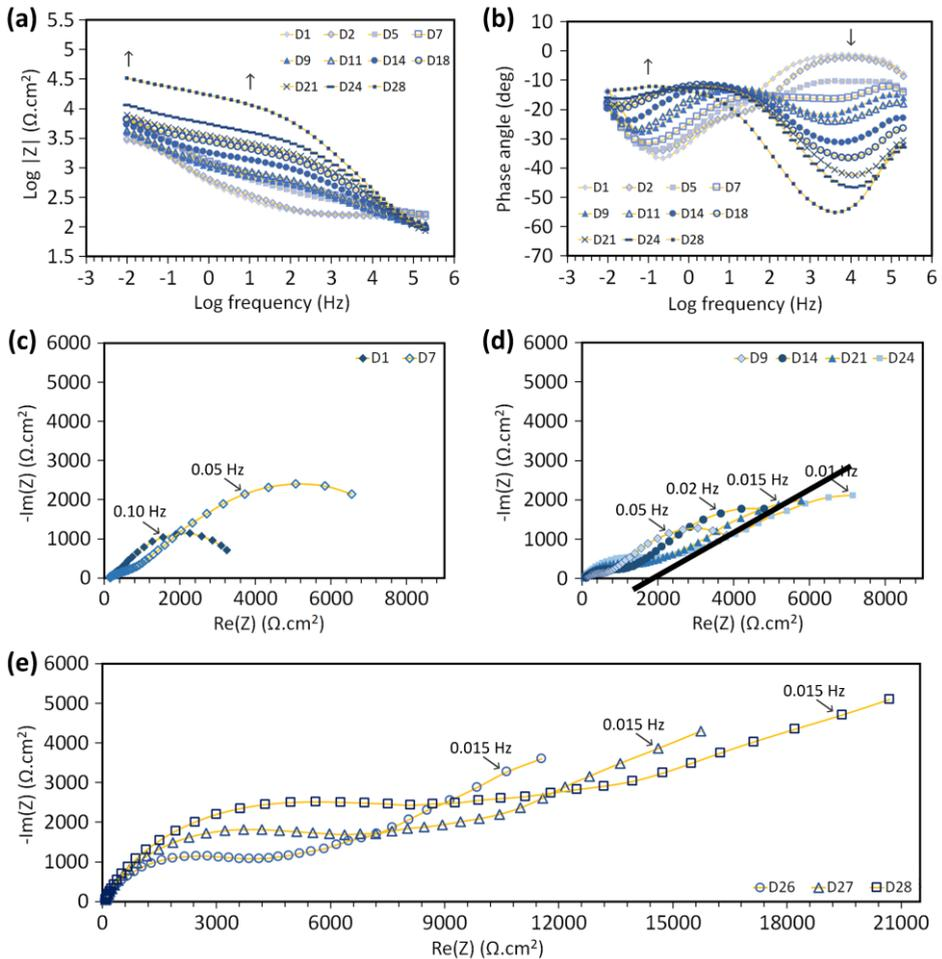 (a)
5.5
5
4.5
4
3.5
3
2.5
2
1.5
Log |Z| (Ω.cm²)
D1 D2 D5 D7
D9 D11 D14 D18
D21 D24 D28
-3 -2 -1 0 1 2 3 4 5 6
Log frequency (Hz)
(b)
10
0
-10
-20
-30
-40
-50
-60
-70
Phase angle (deg)
D1 D2 D5 D7
D9 D11 D14 D18
D21 D24 D28
-3 -2 -1 0 1 2 3 4 5 6
Log frequency (Hz)
(c)
6000
5000
4000
3000
2000
1000
0
-Im(Z) (Ω.cm²)
D1 D7
0.05 Hz
0.10 Hz
0 2000 4000 6000 8000
Re(Z) (Ω.cm²)
(d)
6000
5000
4000
3000
2000
1000
0
-Im(Z) (Ω.cm²)
D9 D14 D21 D24
0.01 Hz
0.015 Hz
0.02 Hz
0.05 Hz
0 2000 4000 6000 8000
Re(Z) (Ω.cm²)
(e)
6000
5000
4000
3000
2000
1000
0
-Im(Z) (Ω.cm²)
0.015 Hz
0.015 Hz
0.015 Hz
D26 D27 D28
0 3000 6000 9000 12000 15000 18000 21000
Re(Z) (Ω.cm²)